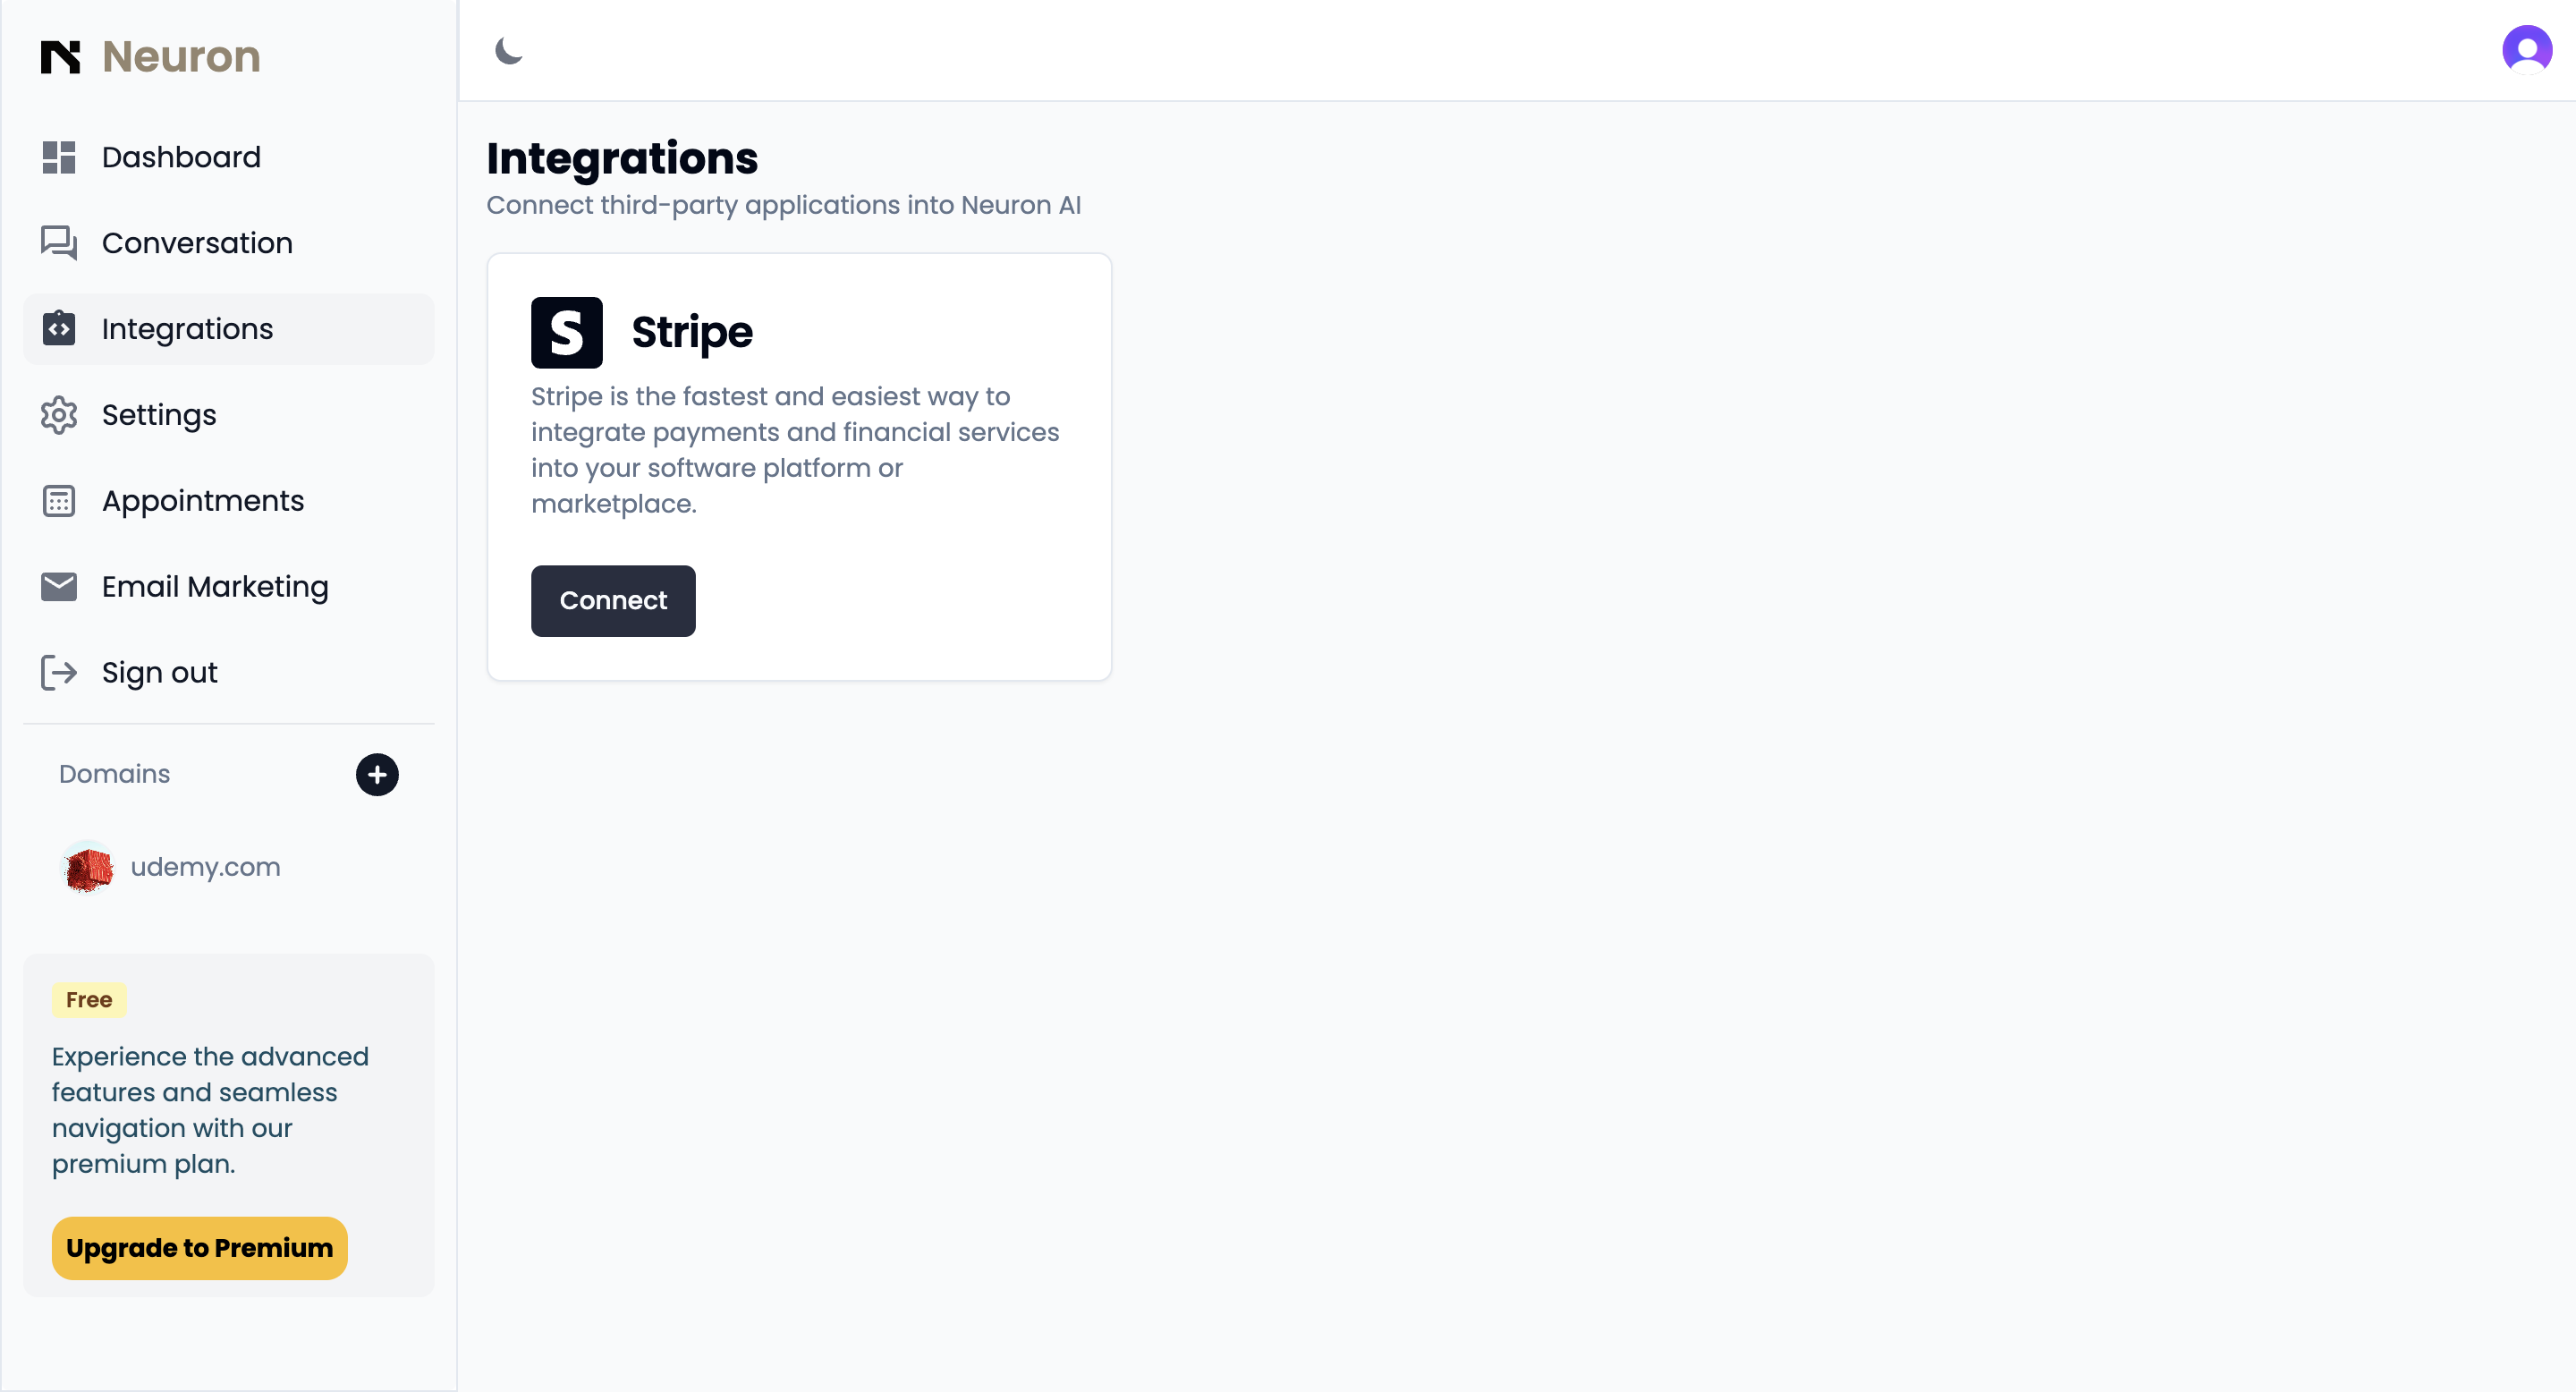 Neuron
Dashboard
Conversation
Integrations
Settings
Appointments
Email Marketing
Sign out
Domains
udemy.com
Free
Experience the advanced
features and seamless
navigation with our
premium plan.
Upgrade to Premium
Integrations
Connect third-party applications into Neuron AI
S
Stripe
Stripe is the fastest and easiest way to
integrate payments and financial services
into your software platform or
marketplace.
Connect